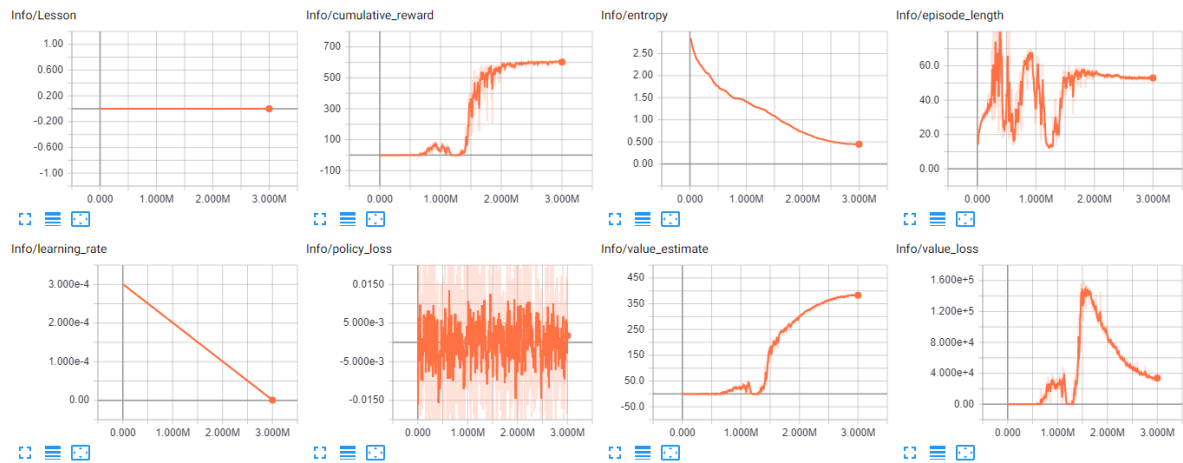 Info/Lesson
1.00
0.600
0.200
-0.200
-0.600
-1.00
0.000 1.000M 2.000M 3.000M
Info/cumulative_reward
700
500
300
100
-100
0.000 1.000M 2.000M 3.000M
Info/entropy
2.50
2.00
1.50
1.00
0.500
0.00
0.000 1.000M 2.000M 3.000M
Info/episode_length
60.0
40.0
20.0
0.00
0.000 1.000M 2.000M 3.000M
Info/learning_rate
3.000e-4
2.000e-4
1.000e-4
0.00
0.000 1.000M 2.000M 3.000M
Info/policy_loss
0.0150
5.000e-3
-5.000e-3
-0.0150
0.000 1.000M 2.000M 3.000M
Info/value_estimate
450
350
250
150
50.0
-50.0
0.000 1.000M 2.000M 3.000M
Info/value_loss
1.600e+5
1.200e+5
8.000e+4
4.000e+4
0.00
0.000 1.000M 2.000M 3.000M